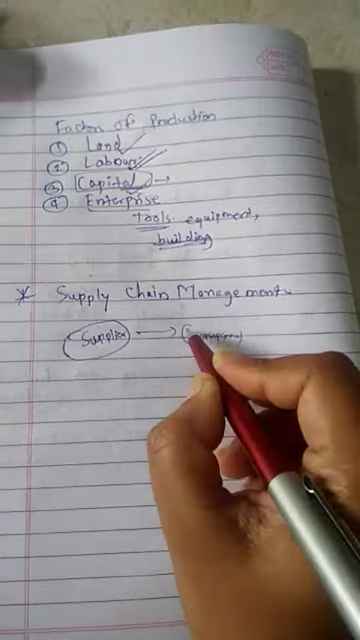 Factors of Production
① Land
② Labour
③ Capital →
④ Enterprise
Tools equipment,
building
* Supply Chain Management
Supplier →